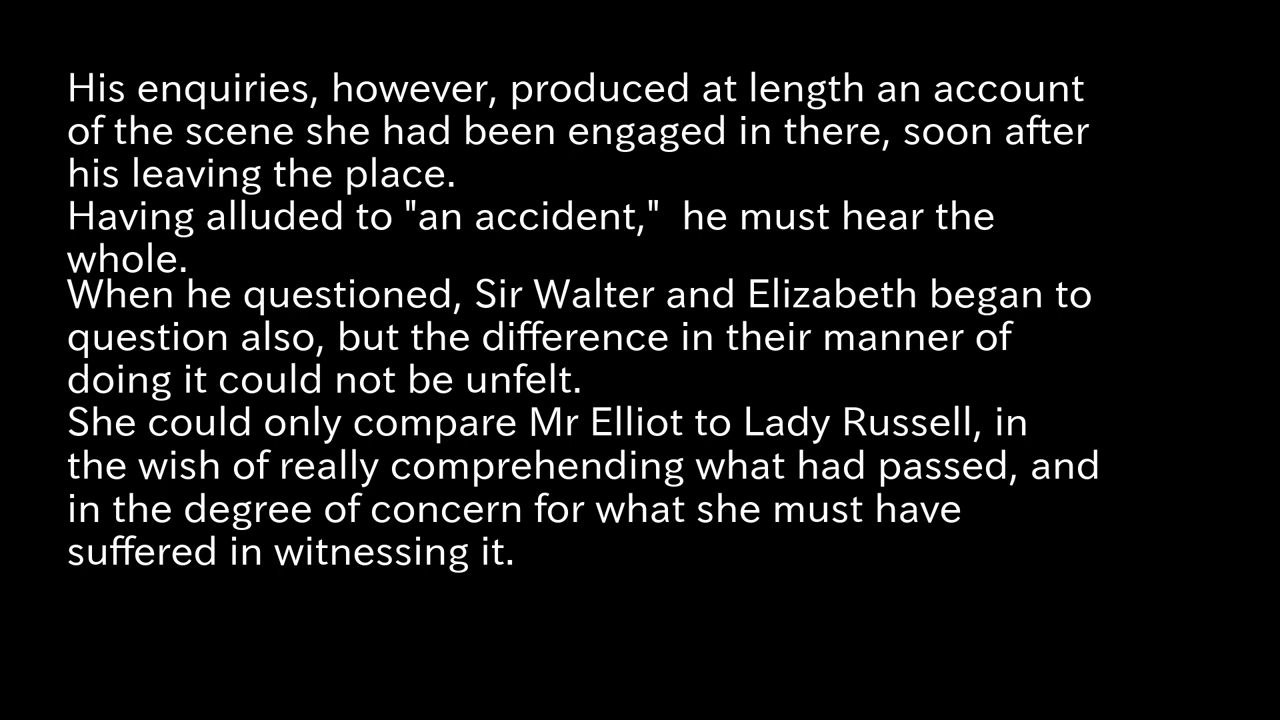 His enquiries, however, produced at length an account
of the scene she had been engaged in there, soon after
his leaving the place.
Having alluded to "an accident,"  he must hear the
whole.
When he questioned, Sir Walter and Elizabeth began to
question also, but the difference in their manner of
doing it could not be unfelt.
She could only compare Mr Elliot to Lady Russell, in
the wish of really comprehending what had passed, and
in the degree of concern for what she must have
suffered in witnessing it.